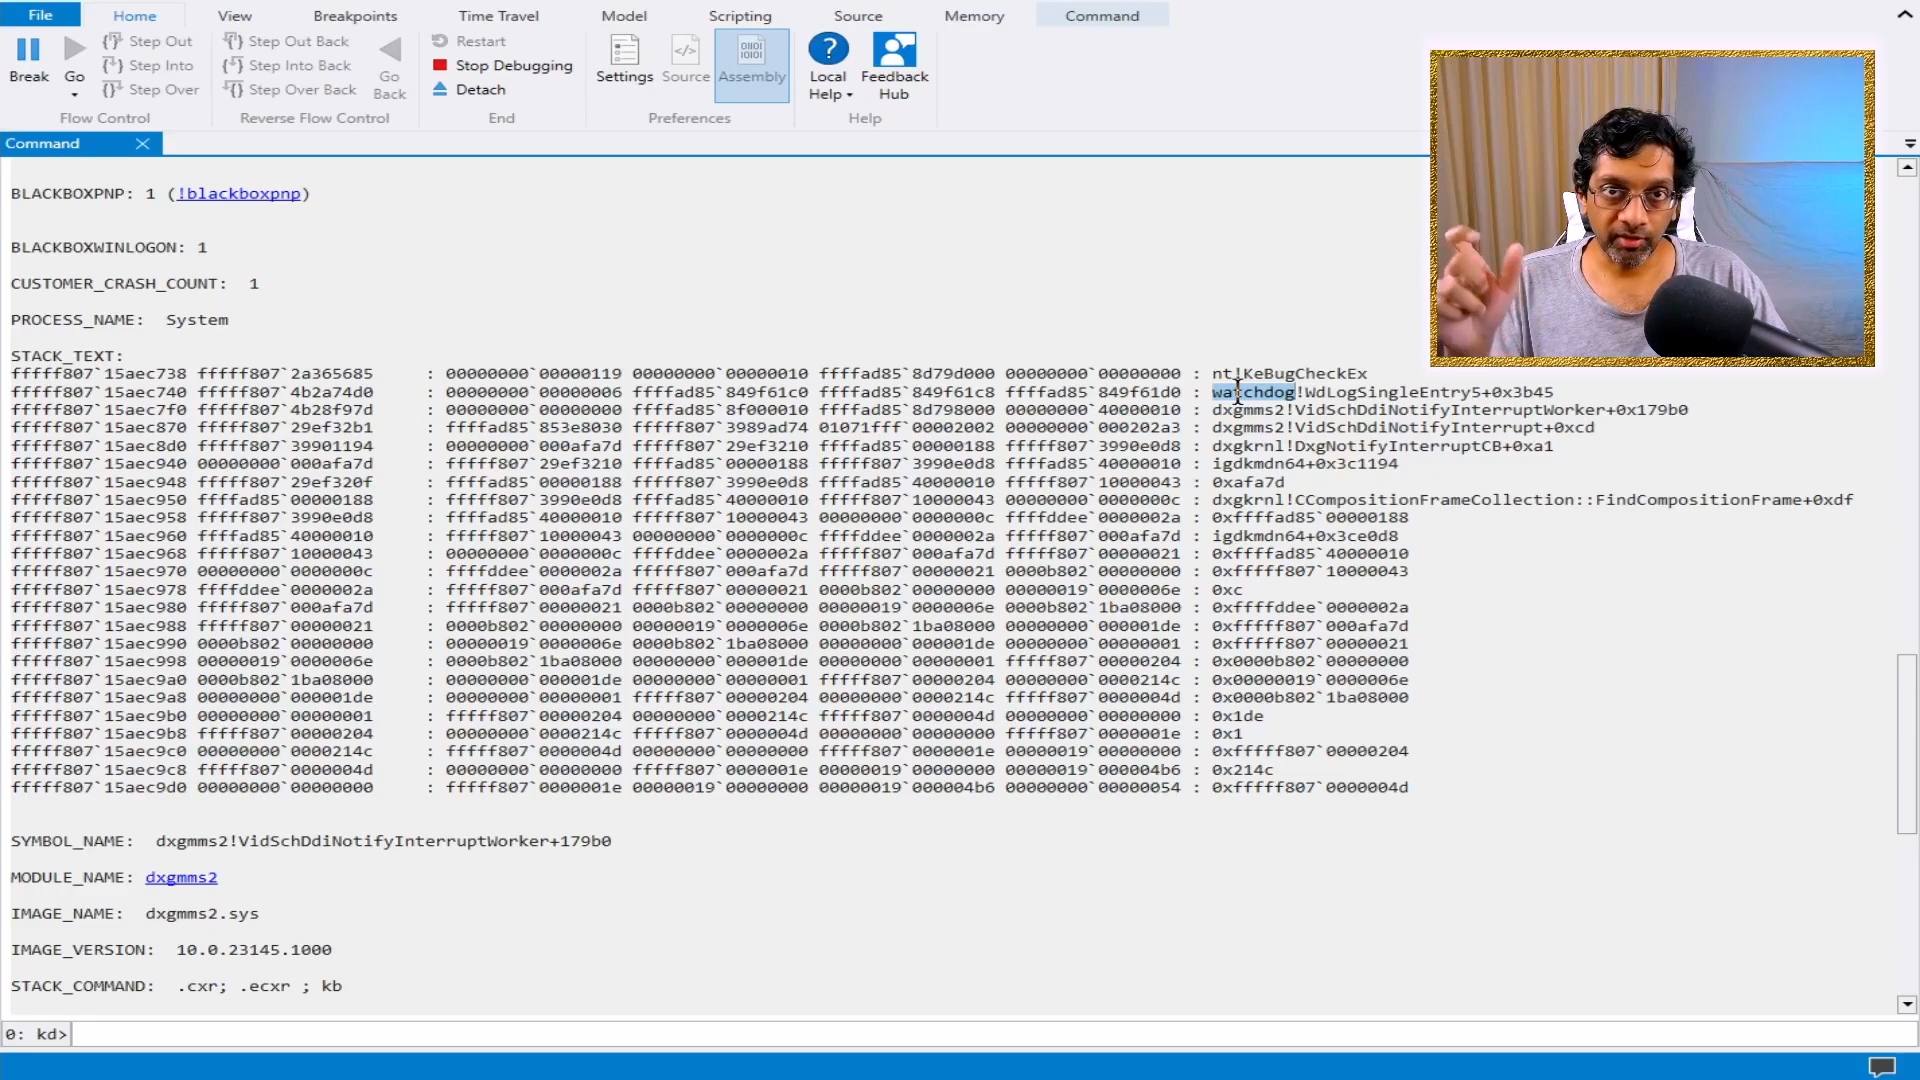 File Home View Breakpoints Time Travel Model Scripting Source Memory Command
Break
Go
Step Out
Step Into
Step Over
Flow Control
Step Out Back
Step Into Back
Step Over Back
Go Back
Reverse Flow Control
Restart
Stop Debugging
Detach
End
Settings Source Assembly
Preferences
Local Help
Feedback Hub
Help
Command
BLACKBOXPNP: 1 (!blackboxpnp)
BLACKBOXWINLOGON: 1
CUSTOMER_CRASH_COUNT:  1
PROCESS_NAME:  System
STACK_TEXT:
fffff807`15aec738 fffff807`2a365685     : 00000000`00000119 00000000`00000010 ffffad85`8d79d000 00000000`00000000 : nt!KeBugCheckEx
fffff807`15aec740 fffff807`4b2a74d0     : 00000000`00000006 ffffad85`849f61c0 ffffad85`849f61c8 ffffad85`849f61d0 : watchdog!WdLogSingleEntry5+0x3b45
fffff807`15aec7f0 fffff807`4b28f97d     : 00000000`00000000 ffffad85`8f000010 ffffad85`8d798000 00000000`40000010 : dxgmms2!VidSchDdiNotifyInterruptWorker+0x179b0
fffff807`15aec870 fffff807`29ef32b1     : ffffad85`853e8030 fffff807`3989ad74 01071fff`00002002 00000000`000202a3 : dxgmms2!VidSchDdiNotifyInterrupt+0xcd
fffff807`15aec8d0 fffff807`39901194     : 00000000`000afa7d fffff807`29ef3210 ffffad85`00000188 fffff807`3990e0d8 : dxgkrnl!DxgNotifyInterruptCB+0xa1
fffff807`15aec940 00000000`000afa7d     : fffff807`29ef3210 ffffad85`00000188 fffff807`3990e0d8 ffffad85`40000010 : igdkmdn64+0x3c1194
fffff807`15aec948 fffff807`29ef320f     : ffffad85`00000188 fffff807`3990e0d8 ffffad85`40000010 fffff807`10000043 : 0xafa7d
fffff807`15aec950 ffffad85`00000188     : fffff807`3990e0d8 ffffad85`40000010 fffff807`10000043 00000000`0000000c : dxgkrnl!CCompositionFrameCollection::FindCompositionFrame+0xdf
fffff807`15aec958 fffff807`3990e0d8     : ffffad85`40000010 fffff807`10000043 00000000`0000000c ffffddee`0000002a : 0xffffad85`00000188
fffff807`15aec960 ffffad85`40000010     : fffff807`10000043 00000000`0000000c ffffddee`0000002a fffff807`000afa7d : igdkmdn64+0x3ce0d8
fffff807`15aec968 fffff807`10000043     : 00000000`0000000c ffffddee`0000002a fffff807`000afa7d fffff807`00000021 : 0xffffad85`40000010
fffff807`15aec970 00000000`0000000c     : ffffddee`0000002a fffff807`000afa7d fffff807`00000021 0000b802`00000000 : 0xfffff807`10000043
fffff807`15aec978 ffffddee`0000002a     : fffff807`000afa7d fffff807`00000021 0000b802`00000000 00000019`0000006e : 0xc
fffff807`15aec980 fffff807`000afa7d     : fffff807`00000021 0000b802`00000000 00000019`0000006e 0000b802`1ba08000 : 0xffffddee`0000002a
fffff807`15aec988 fffff807`00000021     : 0000b802`00000000 00000019`0000006e 0000b802`1ba08000 00000000`000001de : 0xfffff807`000afa7d
fffff807`15aec990 0000b802`00000000     : 00000019`0000006e 0000b802`1ba08000 00000000`000001de 00000000`00000001 : 0xfffff807`00000021
fffff807`15aec998 00000019`0000006e     : 0000b802`1ba08000 00000000`000001de 00000000`00000001 fffff807`00000204 : 0x0000b802`00000000
fffff807`15aec9a0 0000b802`1ba08000     : 00000000`000001de 00000000`00000001 fffff807`00000204 00000000`0000214c : 0x00000019`0000006e
fffff807`15aec9a8 00000000`000001de     : 00000000`00000001 fffff807`00000204 00000000`0000214c fffff807`0000004d : 0x0000b802`1ba08000
fffff807`15aec9b0 00000000`00000001     : fffff807`00000204 00000000`0000214c fffff807`0000004d 00000000`00000000 : 0x1de
fffff807`15aec9b8 fffff807`00000204     : 00000000`0000214c fffff807`0000004d 00000000`00000000 fffff807`0000001e : 0x1
fffff807`15aec9c0 00000000`0000214c     : fffff807`0000004d 00000000`00000000 fffff807`0000001e 00000019`00000000 : 0xfffff807`00000204
fffff807`15aec9c8 fffff807`0000004d     : 00000000`00000000 fffff807`0000001e 00000019`00000000 00000019`000004b6 : 0x214c
fffff807`15aec9d0 00000000`00000000     : fffff807`0000001e 00000019`00000000 00000019`000004b6 00000000`00000054 : 0xfffff807`0000004d
SYMBOL_NAME:  dxgmms2!VidSchDdiNotifyInterruptWorker+179b0
MODULE_NAME: dxgmms2
IMAGE_NAME:  dxgmms2.sys
IMAGE_VERSION:  10.0.23145.1000
STACK_COMMAND:  .cxr; .ecxr ; kb
0: kd>